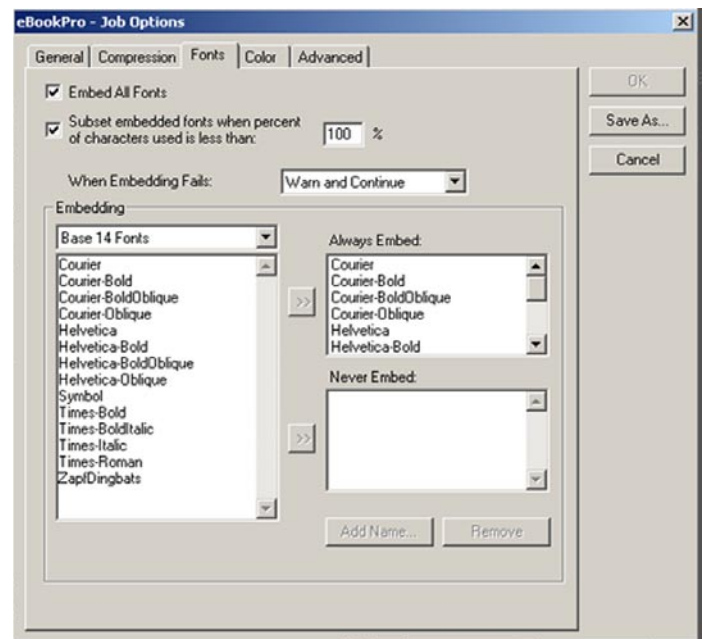 eBookPro - Job Options
General
Compression
Fonts
Color
Advanced
OK
Embed All Fonts
Save As...
Subset embedded fonts when percent
of characters used is less than:
100 %
Cancel
When Embedding Fails:
Warn and Continue
Embedding
Base 14 Fonts
Courier
Courier-Bold
Courier-BoldOblique
Courier-Oblique
Helvetica
Helvetica-Bold
Helvetica-BoldOblique
Helvetica-Oblique
Symbol
Times-Bold
Times-BoldItalic
Times-Italic
Times-Roman
ZapfDingbats
>>
>>
Always Embed:
Courier
Courier-Bold
Courier-BoldOblique
Courier-Oblique
Helvetica
Helvetica-Bold
Never Embed:
Add Name...
Remove